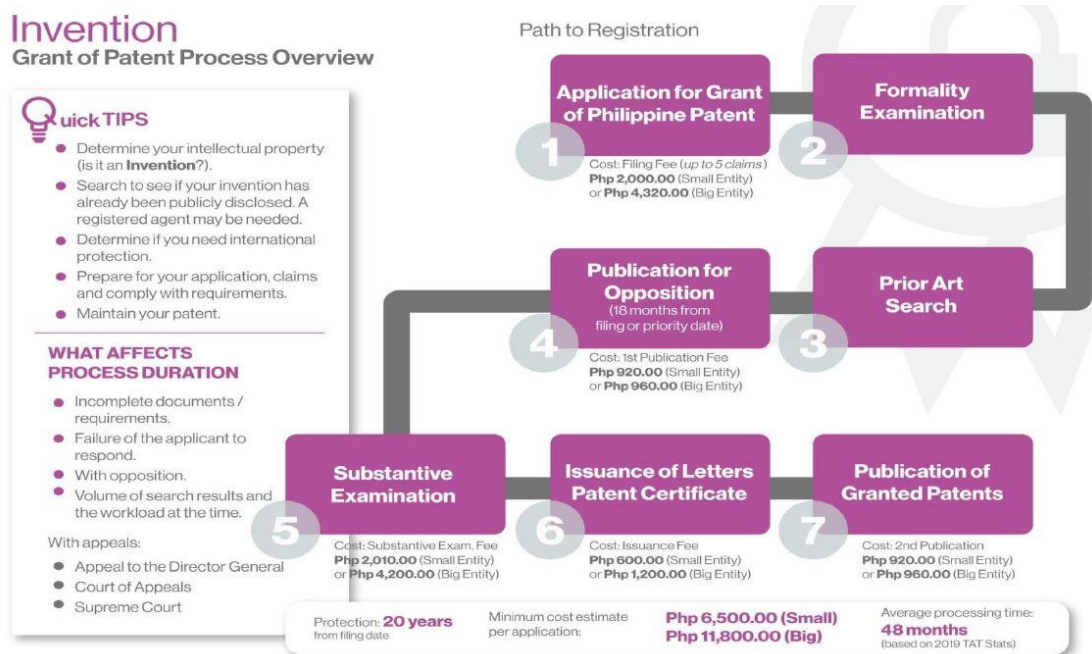 Invention
Grant of Patent Process Overview
Quick TIPS
Determine your intellectual property
(is it an Invention?).
Search to see if your invention has
already been publicly disclosed. A
registered agent may be needed.
Determine if you need international
protection.
Prepare for your application, claims
and comply with requirements.
Maintain your patent.
WHAT AFFECTS
PROCESS DURATION
Incomplete documents /
requirements.
Failure of the applicant to
respond.
With opposition.
Volume of search results and
the workload at the time.
With appeals:
Appeal to the Director General
Court of Appeals
Supreme Court
Path to Registration
Application for Grant
of Philippine Patent
1
Cost: Filing Fee (up to 5 claims)
Php 2,000.00 (Small Entity)
or Php 4,320.00 (Big Entity)
Formality
Examination
2
Prior Art
Search
3
Publication for
Opposition
(18 months from
filing or priority date)
4
Cost: 1st Publication Fee
Php 920.00 (Small Entity)
or Php 960.00 (Big Entity)
Substantive
Examination
5
Cost: Substantive Exam. Fee
Php 2,010.00 (Small Entity)
or Php 4,200.00 (Big Entity)
Issuance of Letters
Patent Certificate
6
Cost: Issuance Fee
Php 600.00 (Small Entity)
or Php 1,200.00 (Big Entity)
Publication of
Granted Patents
7
Cost: 2nd Publication
Php 920.00 (Small Entity)
or Php 960.00 (Big Entity)
Protection: 20 years
from filing date
Minimum cost estimate
per application:
Php 6,500.00 (Small)
Php 11,800.00 (Big)
Average processing time:
48 months
(based on 2019 TAT Stats)